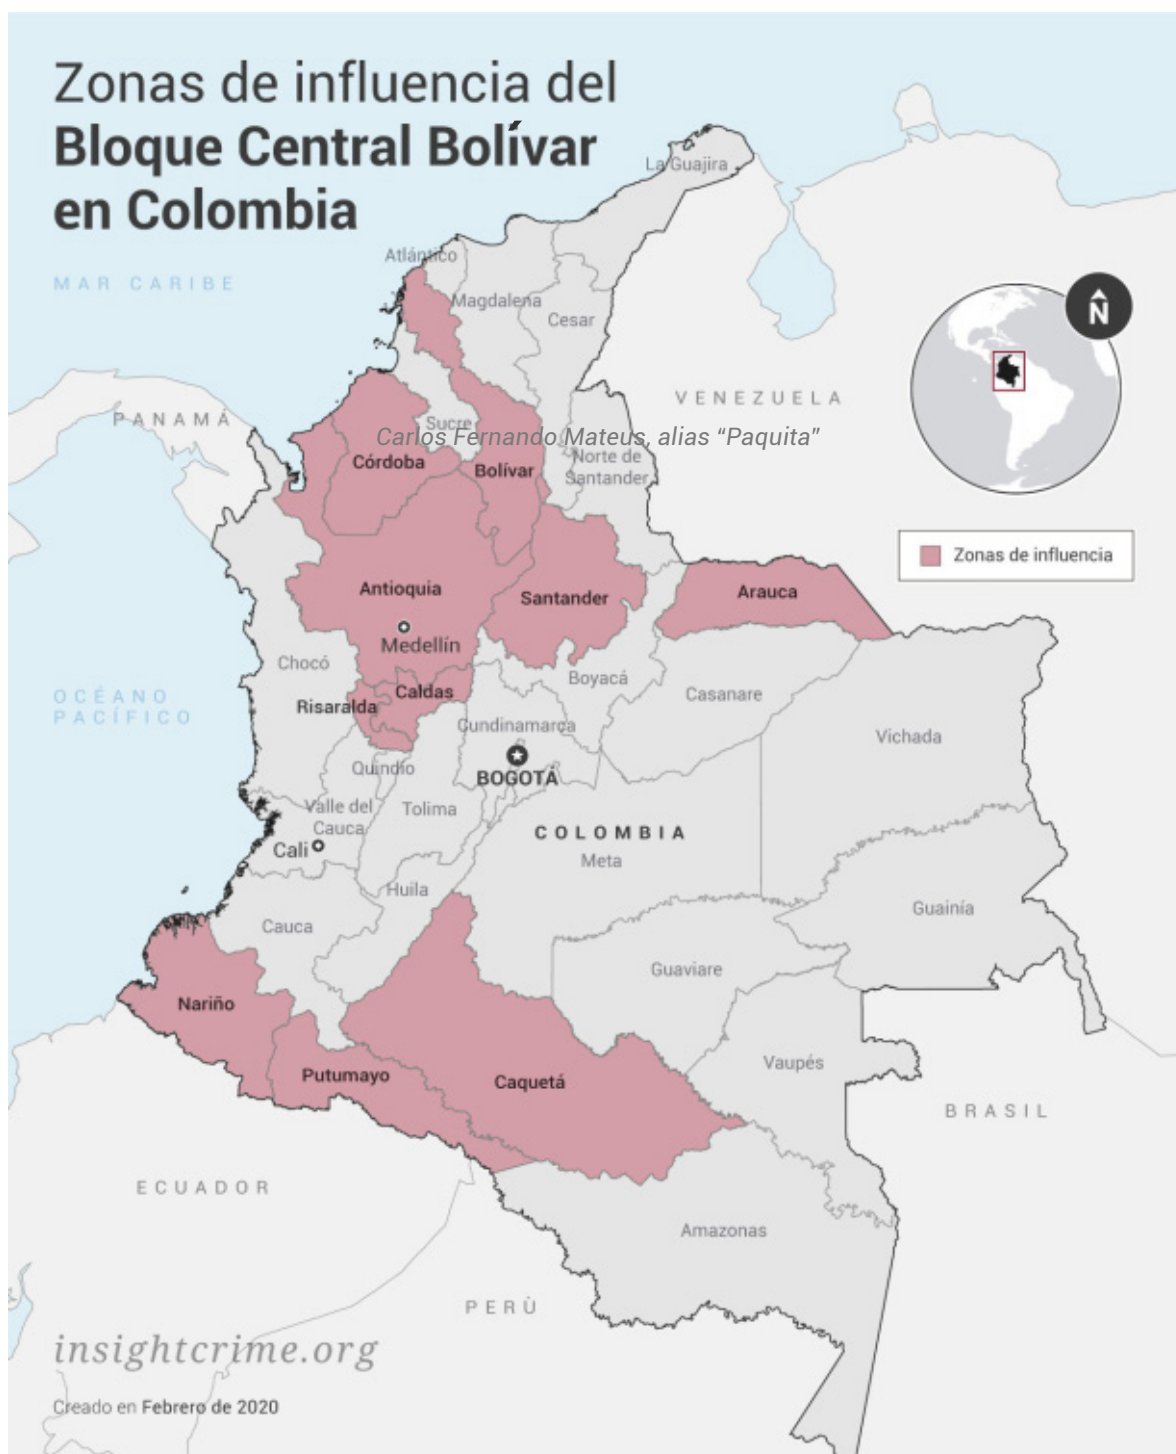 Zonas de influencia del
Bloque Central Bolívar
en Colombia
La Guajira
Atlántico
MAR CARIBE
Magdalena
Cesar
N
VENEZUELA
PANAMÁ
Sucre
Carlos Fernando Mateus, alias “Paquita”
Norte de
Santander
Córdoba
Bolívar
Zonas de influencia
Antioquia
Santander
Arauca
Medellín
Chocó
Boyacá
Casanare
Caldas
Risaralda
OCÉANO
PACÍFICO
Cundinamarca
Vichada
Quindío
BOGOTÁ
Valle del
Cauca
Tolima
COLOMBIA
Cali
Meta
Huila
Guainía
Cauca
Guaviare
Nariño
Vaupés
Putumayo
Caquetá
BRASIL
ECUADOR
Amazonas
PERÙ
insightcrime.org
Creado en Febrero de 2020